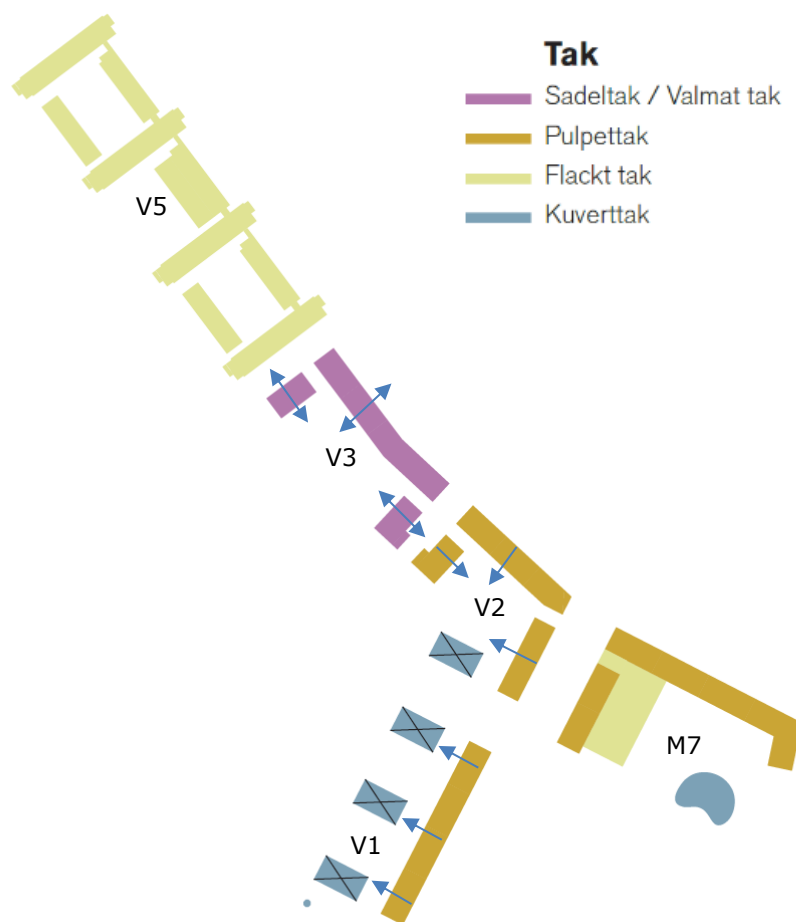 Tak
Sadeltak / Valmat tak
Pulpettak
Flackt tak
Kuverttak
V5
V3
V2
M7
V1